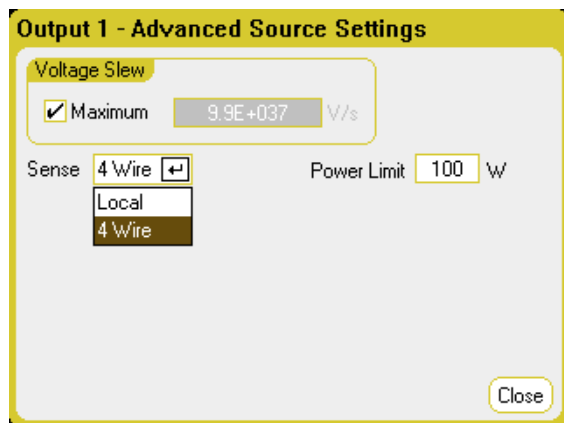 Output 1 - Advanced Source Settings
Voltage Slew
Maximum 9.9E+037 V/s
Sense 4 Wire Power Limit 100 W
Local
4 Wire
Close